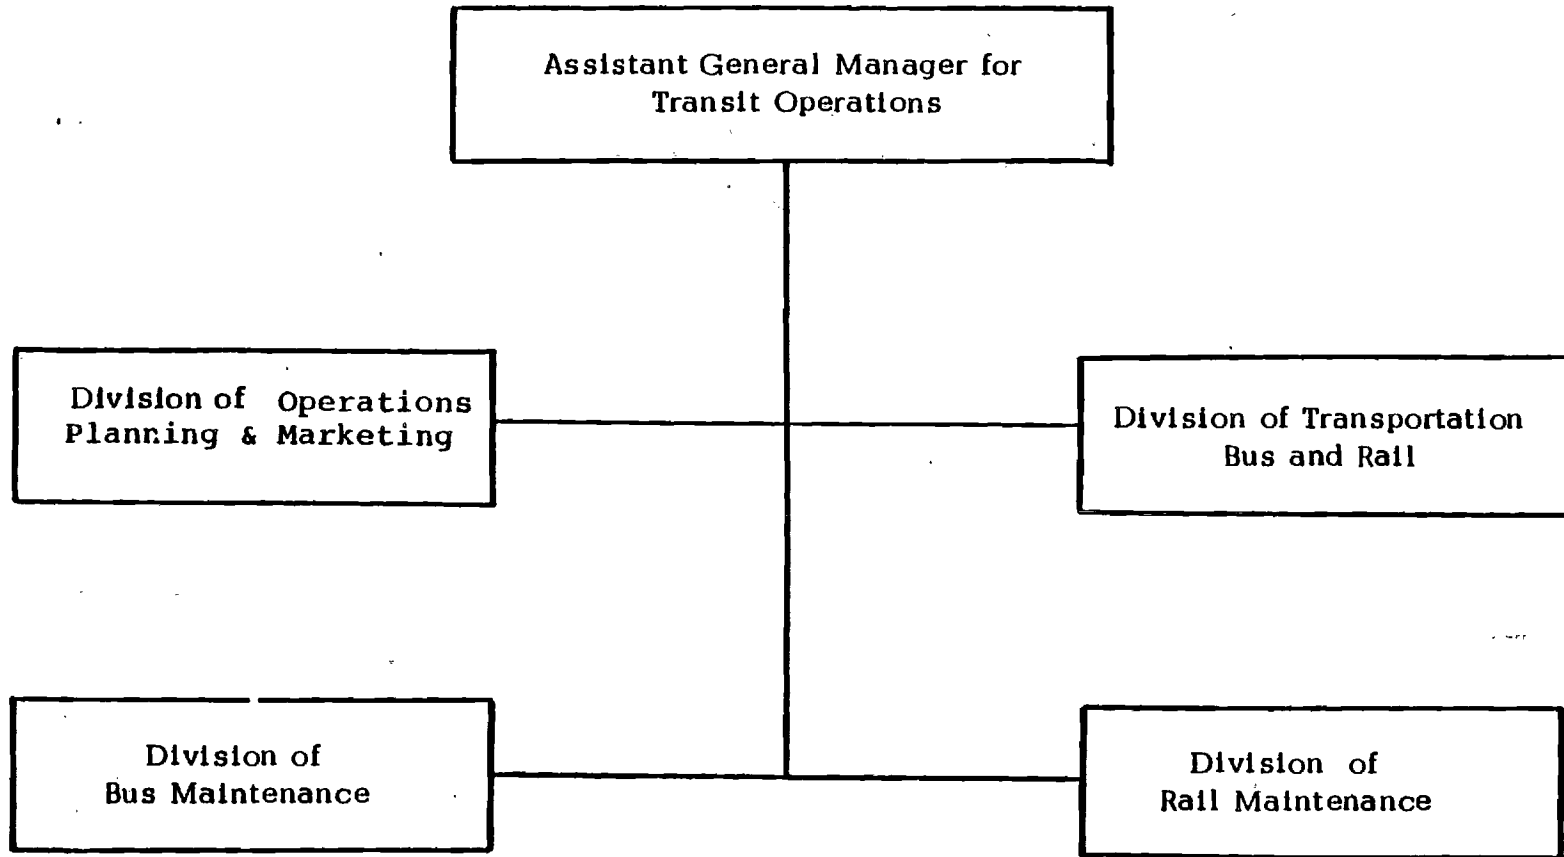 Assistant General Manager for
Transit Operations
Division of Operations
Planning & Marketing
Division of Transportation
Bus and Rail
Division of
Bus Maintenance
Division of
Rail Maintenance